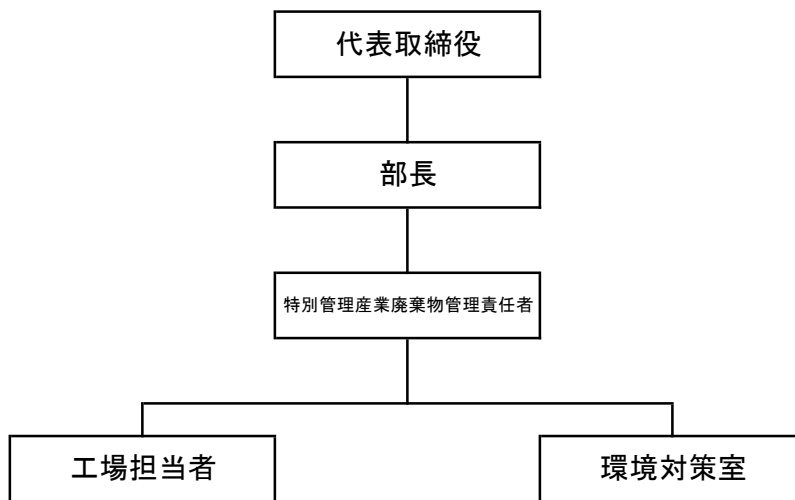 代表取締役
部長
特別管理産業廃棄物管理責任者
工場担当者
環境対策室